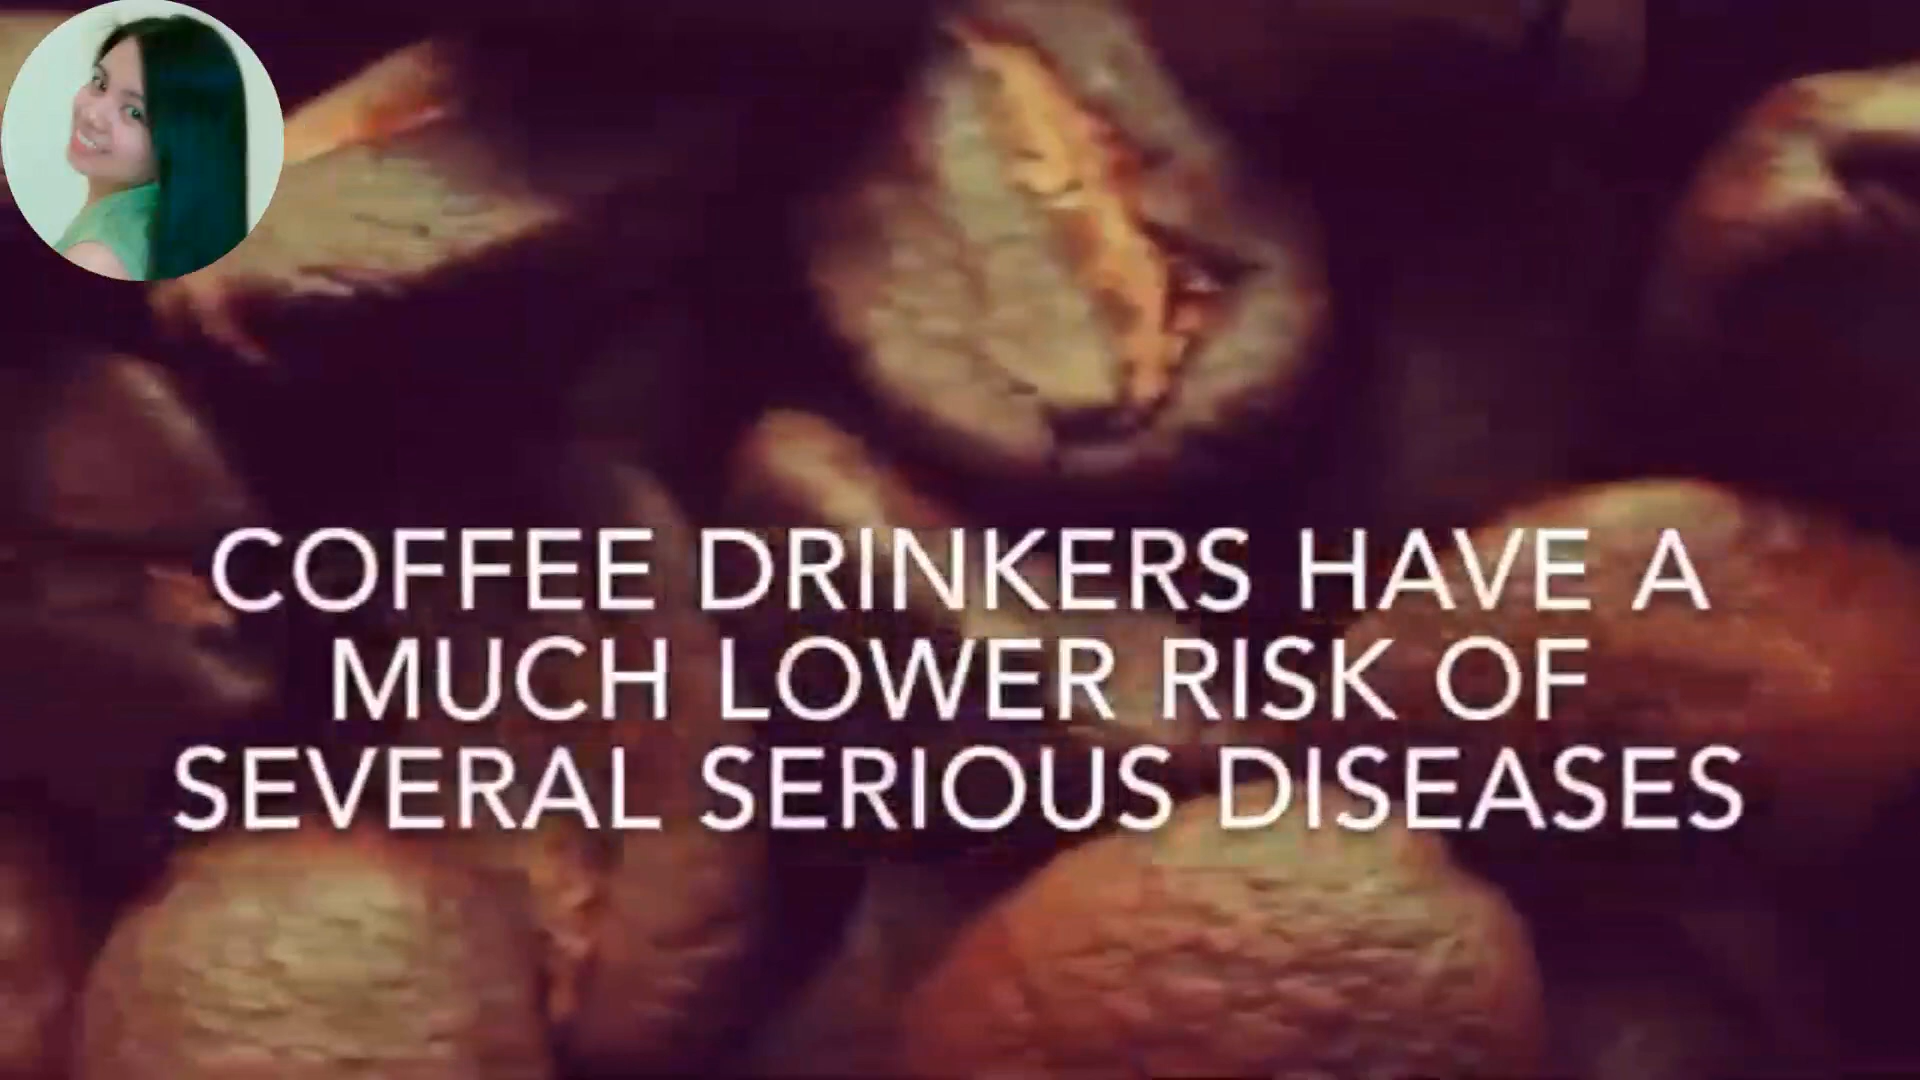 COFFEE DRINKERS HAVE A
MUCH LOWER RISK OF
SEVERAL SERIOUS DISEASES